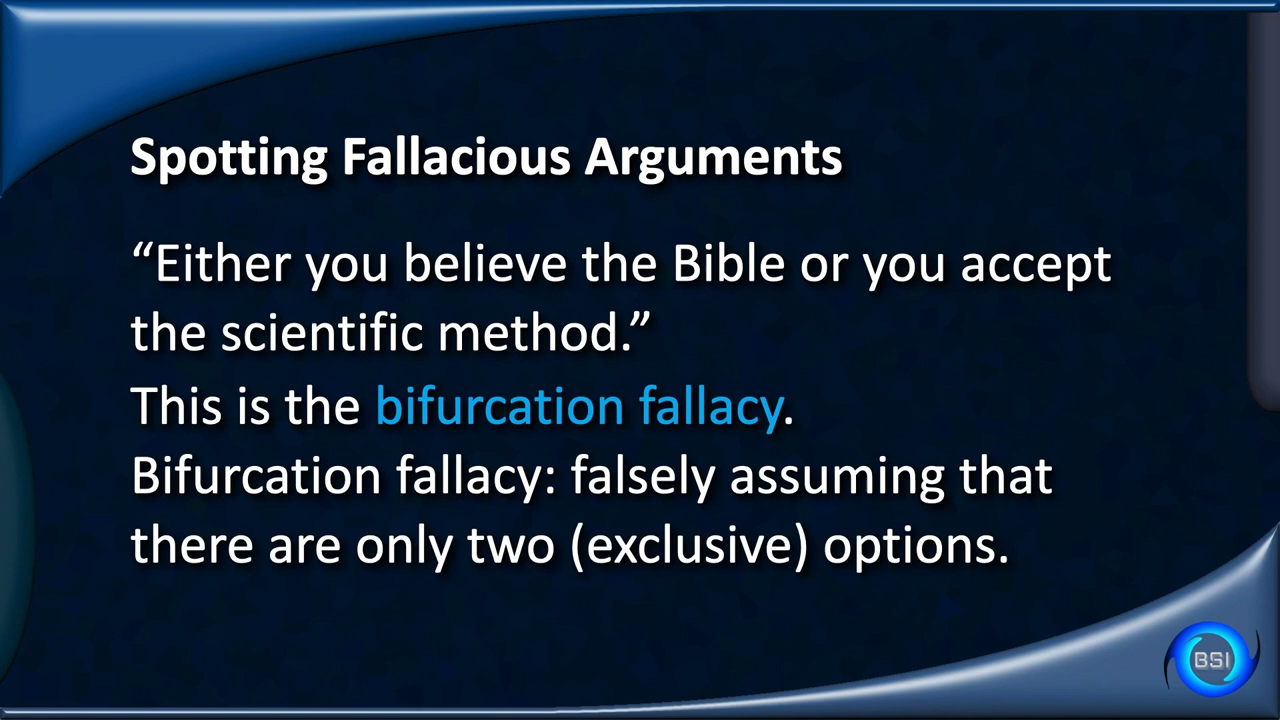 Spotting Fallacious Arguments
“Either you believe the Bible or you accept
the scientific method.”
This is the bifurcation fallacy.
Bifurcation fallacy: falsely assuming that
there are only two (exclusive) options.
BSI